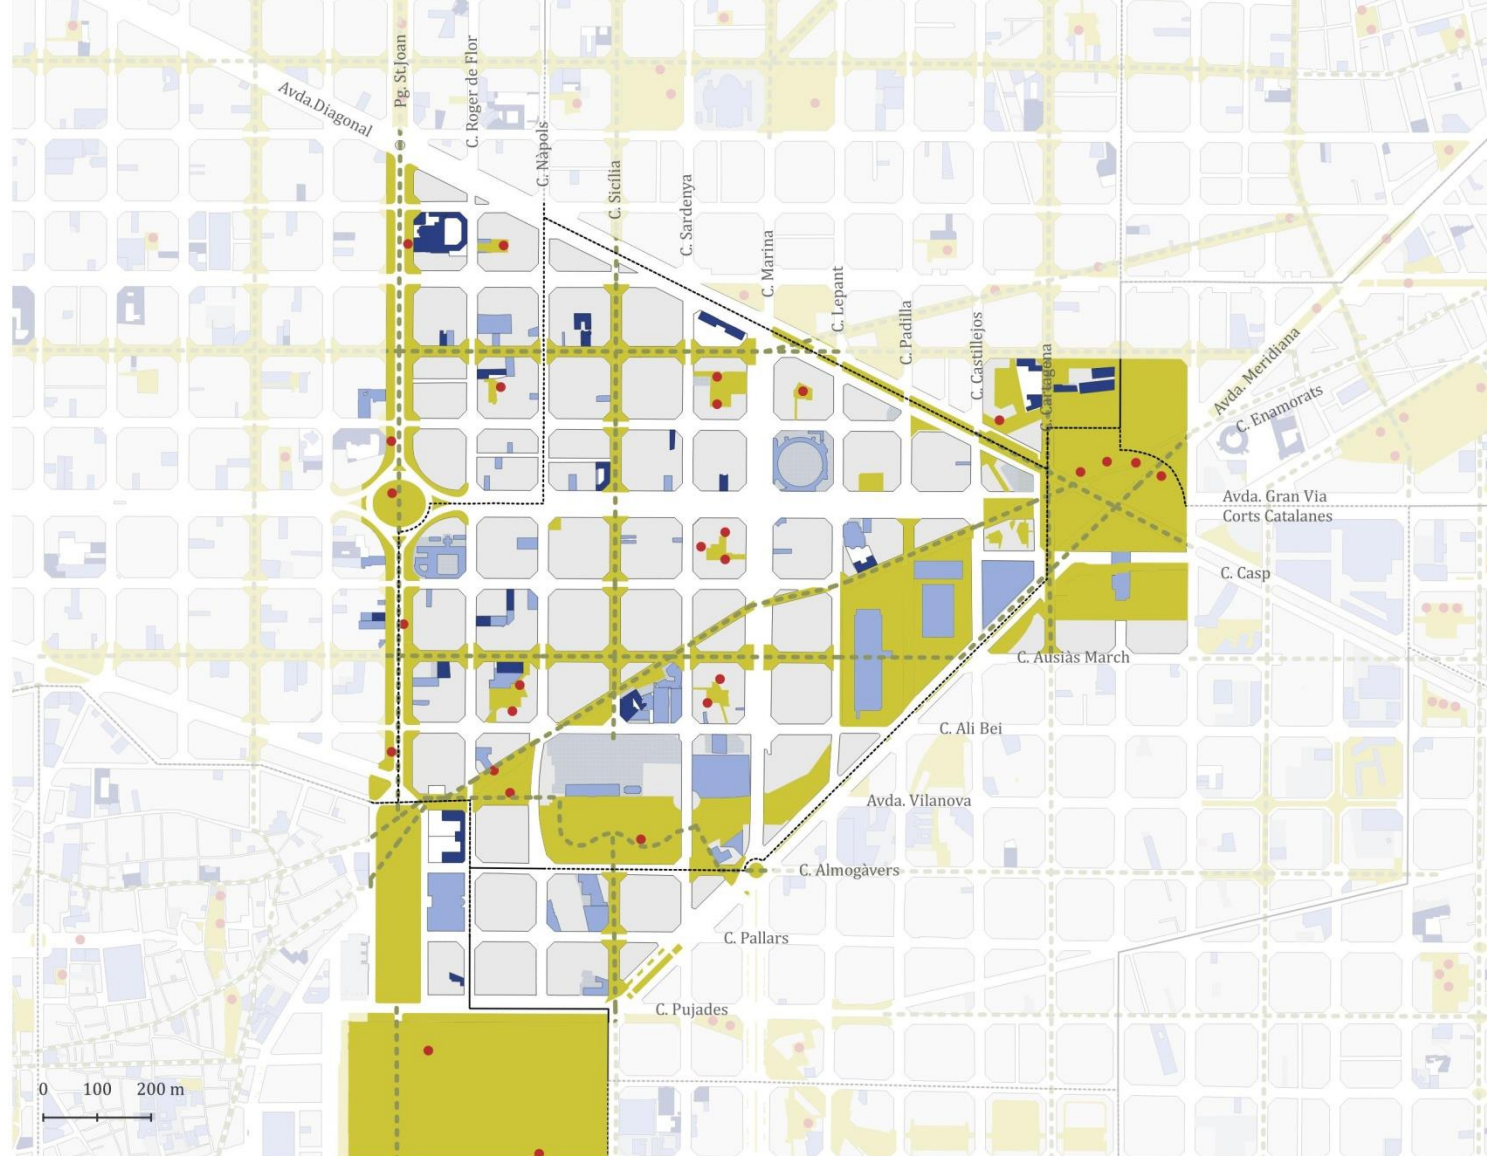 Avda.Diagonal
Pg. St.Joan
C. Roger de Flor
C. Nàpols
C. Sicília
C. Sardenya
C. Marina
C. Lepant
C. Padilla
C. Castillejos
C. Cartagena
Avda. Meridiana
C. Enamorats
Avda. Gran Via
Corts Catalanes
C. Casp
C. Ausiàs March
C. Ali Bei
Avda. Vilanova
C. Almogàvers
C. Pallars
C. Pujades
0 100 200 m